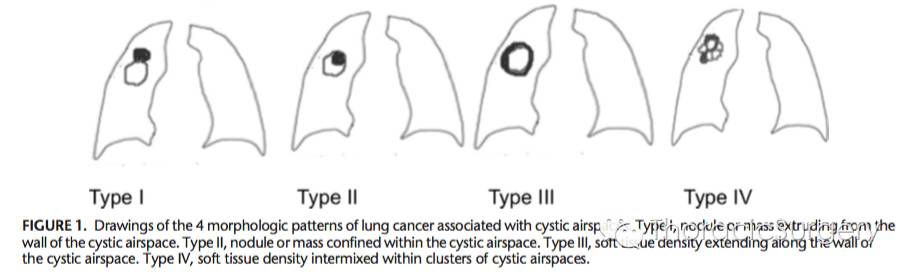 Type I
Type II
Type III
Type IV
FIGURE 1. Drawings of the 4 morphologic patterns of lung cancer associated with cystic Type I, nodule or mass extruding from the
wall of the cystic airspace. Type II, nodule or mass confined within the cystic airspace. Type III, soft tissue density extending along the wall of
the cystic airspace. Type IV, soft tissue density intermixed within clusters of cystic airspaces.